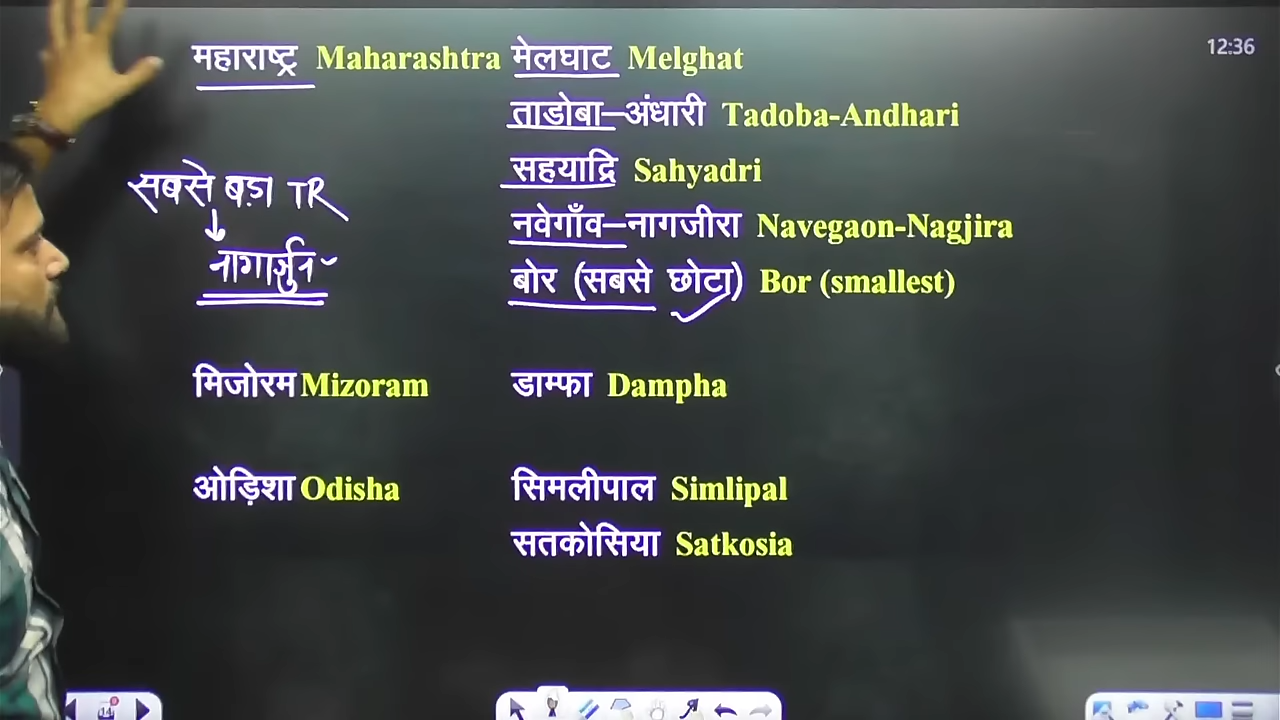 12:36
महाराष्ट्र Maharashtra मेलघाट Melghat
ताडोबा–अंधारी Tadoba-Andhari
सहयाद्रि Sahyadri
सबसे बड़ा TR
नवेगाँव–नागजीरा Navegaon-Nagjira
नागार्जुन
बोर (सबसे छोटा) Bor (smallest)
मिजोरम Mizoram डाम्फा Dampha
ओड़िशा Odisha सिमलीपाल Simlipal
सतकोसिया Satkosia
14